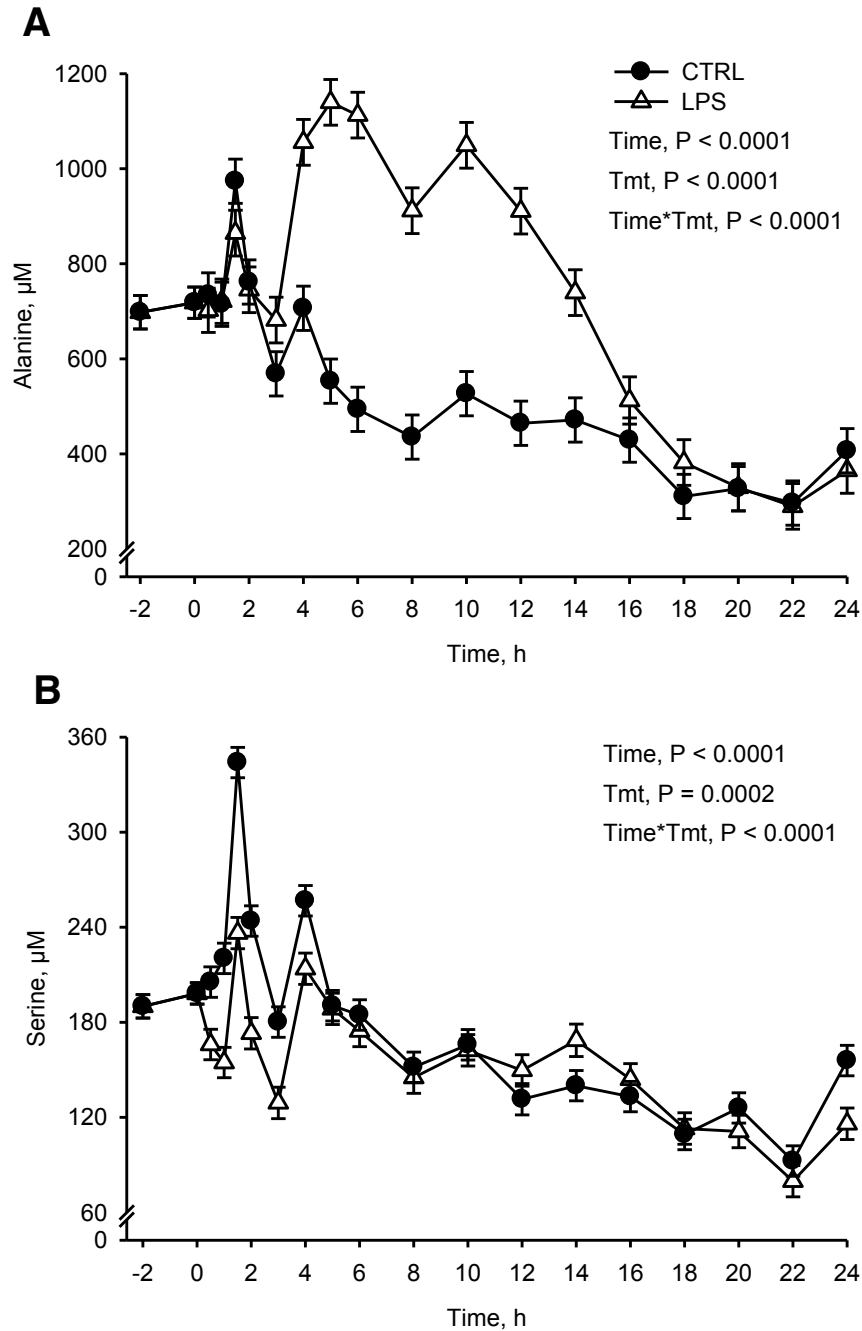 A
1200
1000
800
600
400
200
0
Alanine, µM
CTRL
LPS
Time, P < 0.0001
Tmt, P < 0.0001
Time*Tmt, P < 0.0001
-2 0 2 4 6 8 10 12 14 16 18 20 22 24
Time, h
B
360
300
240
180
120
60
0
Serine, µM
Time, P < 0.0001
Tmt, P = 0.0002
Time*Tmt, P < 0.0001
-2 0 2 4 6 8 10 12 14 16 18 20 22 24
Time, h